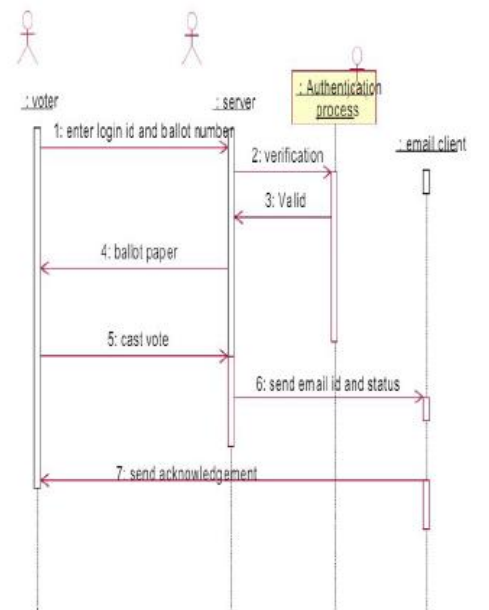 : voter
: server
: Authentication
process
: email client
1: enter login id and ballot number
2: verification
3: Valid
4: ballot paper
5: cast vote
6: send email id and status
7: send acknowledgement